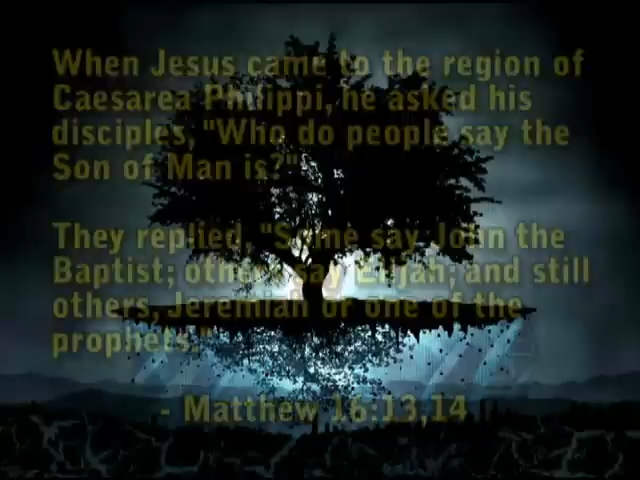 When Jesus came to the region of
Caesarea Philippi, he asked his
disciples, "Who do people say the
Son of Man is?"
They replied, "Some say John the
Baptist; others say Elijah; and still
others, Jeremiah or one of the
prophets."
- Matthew 16:13,14